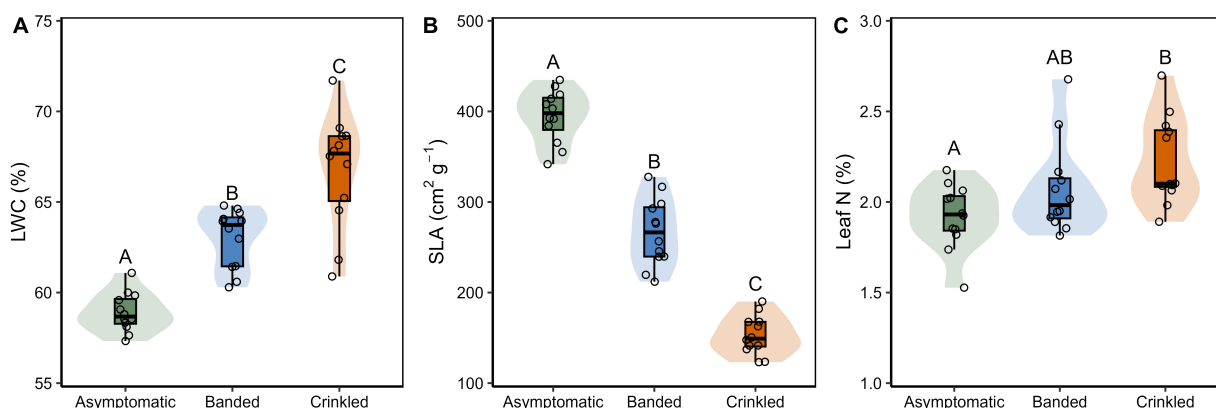 A
LWC (%)
75
70
65
60
55
A
B
C
Asymptomatic
Banded
Crinkled
B
SLA (cm² g⁻¹)
500
400
300
200
100
A
B
C
Asymptomatic
Banded
Crinkled
C
Leaf N (%)
3.0
2.5
2.0
1.5
1.0
A
AB
B
Asymptomatic
Banded
Crinkled